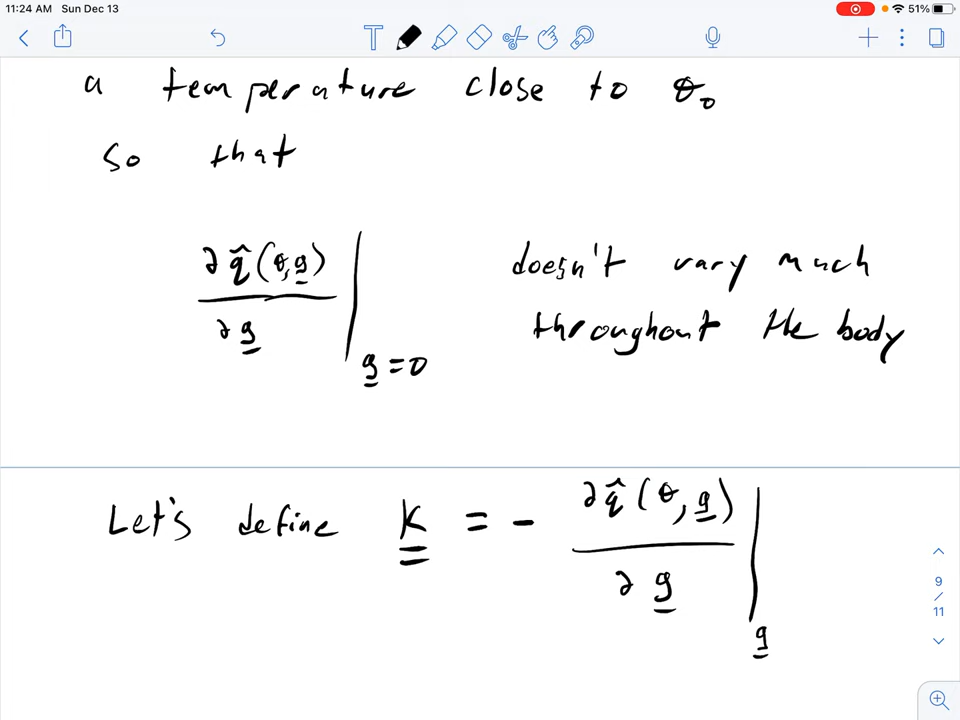 11:24 AM Sun Dec 13
51%
T
a temperature close to θ₀
so that
∂q̂(θ,g)
∂g
g=0
doesn't vary much
throughout the body
Let's define K = - ∂q̂(θ,g)
∂g
g
9
/
11